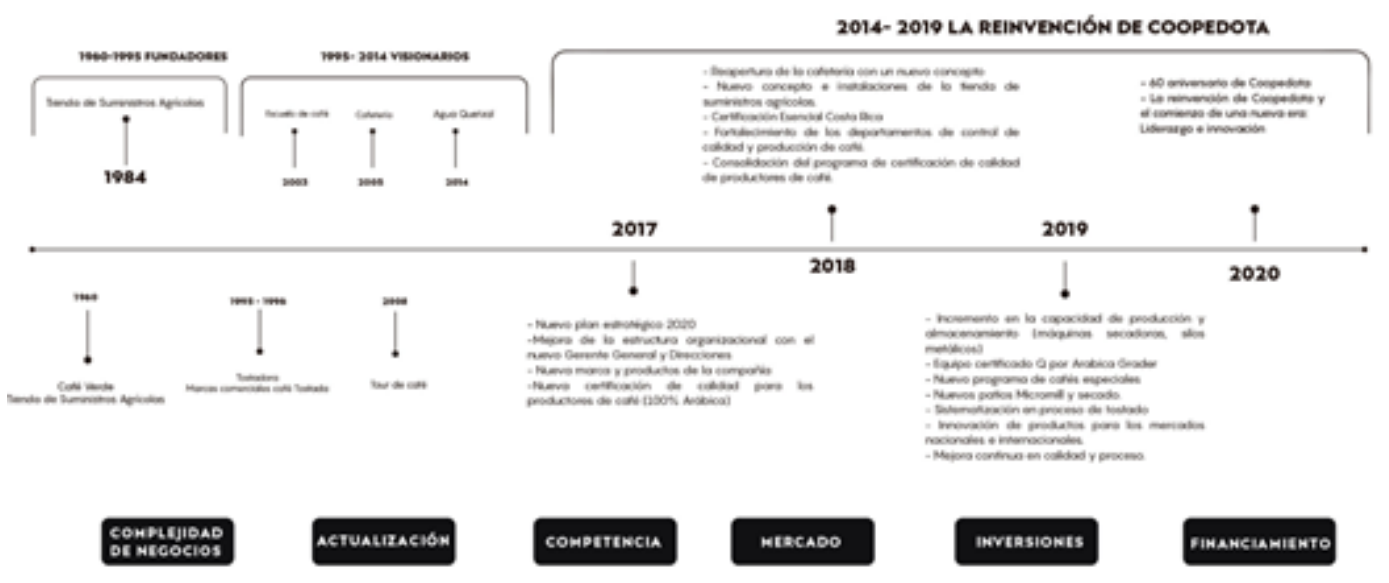 2014- 2019 LA REINVENCIÓN DE COOPEDOTA
1960-1995 FUNDADORES
1995- 2014 VISIONARIOS
Tienda de Suministros Agrícolas
1984
Escuela de café
2003
Cafetería
2005
Agua Quetzal
2014
- Reapertura de la cafetería con un nuevo concepto
- Nuevo concepto e instalaciones de la tienda de
suministros agrícolas.
- Certificación Esencial Costa Rica
- Fortalecimiento de los departamentos de control de
calidad y producción de café.
- Consolidación del programa de certificación de calidad
de productores de café.
- 60 aniversario de Coopedota
- La reinvención de Coopedota y
el comienzo de una nueva era:
Liderazgo e innovación
2017
2018
2019
2020
1960
Café Verde
Tienda de Suministros Agrícolas
1995 - 1996
Tostadora
Marcas comerciales café Tostado
2008
Tour de café
- Nuevo plan estratégico 2020
-Mejora de la estructura organizacional con el
nuevo Gerente General y Direcciones
- Nueva marca y productos de la compañía
-Nueva certificación de calidad para los
productores de café (100% Arábica)
- Incremento en la capacidad de producción y
almacenamiento (máquinas secadoras, silos
metálicos)
- Equipo certificado Q por Arabica Grader
- Nuevo programa de cafés especiales
- Nuevos patios Micromill y secado.
- Sistematización en proceso de tostado
- Innovación de productos para los mercados
nacionales e internacionales.
- Mejora continua en calidad y proceso.
COMPLEJIDAD
DE NEGOCIOS
ACTUALIZACIÓN
COMPETENCIA
MERCADO
INVERSIONES
FINANCIAMIENTO